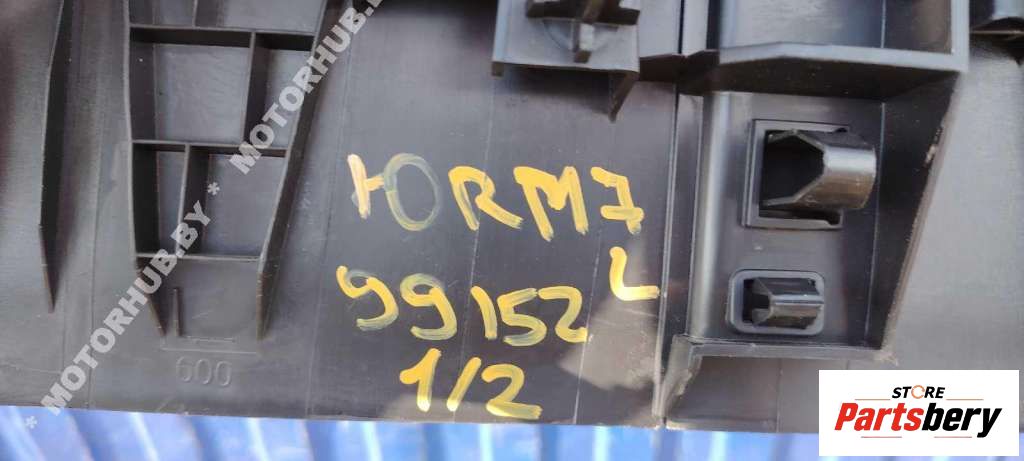 ЮRM7
L
99152
1/2
600
* MOTORHUB.BY * MOTORHUB.BY
STORE
Partsbery